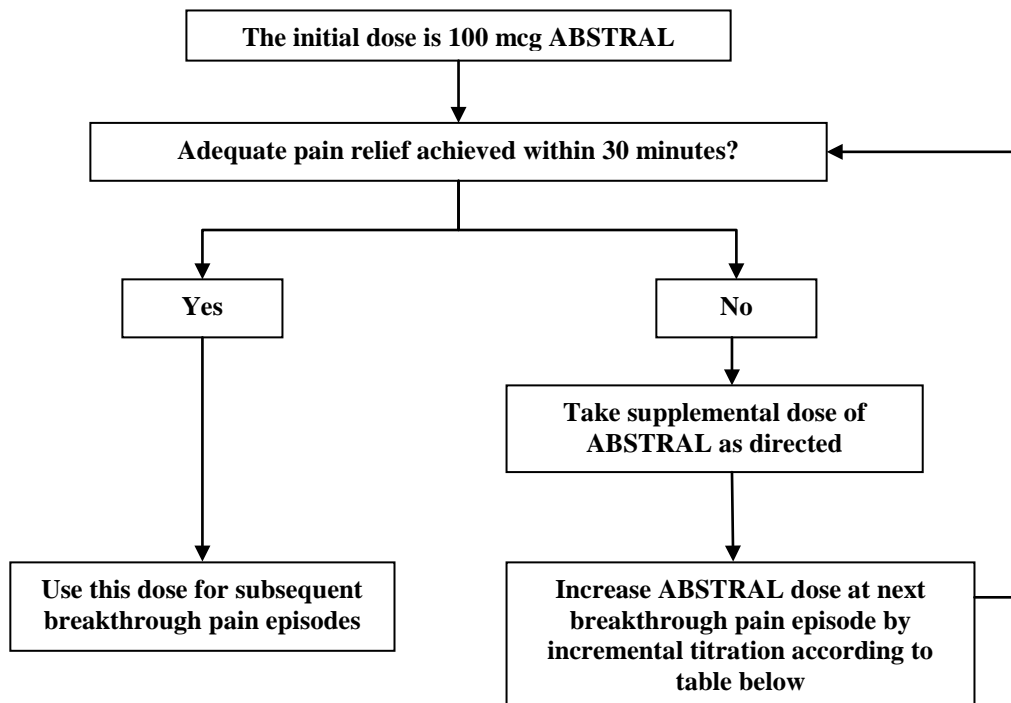 The initial dose is 100 mcg ABSTRAL
Adequate pain relief achieved within 30 minutes?
Yes
No
Take supplemental dose of
ABSTRAL as directed
Use this dose for subsequent
breakthrough pain episodes
Increase ABSTRAL dose at next
breakthrough pain episode by
incremental titration according to
table below